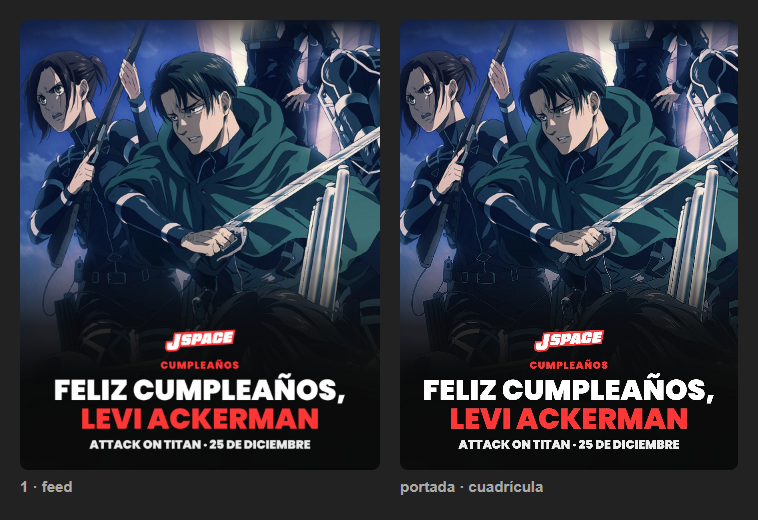 JSPACE
CUMPLEAÑOS
FELIZ CUMPLEAÑOS,
LEVI ACKERMAN
ATTACK ON TITAN · 25 DE DICIEMBRE
1 · feed
JSPACE
CUMPLEAÑOS
FELIZ CUMPLEAÑOS,
LEVI ACKERMAN
ATTACK ON TITAN · 25 DE DICIEMBRE
portada · cuadrícula